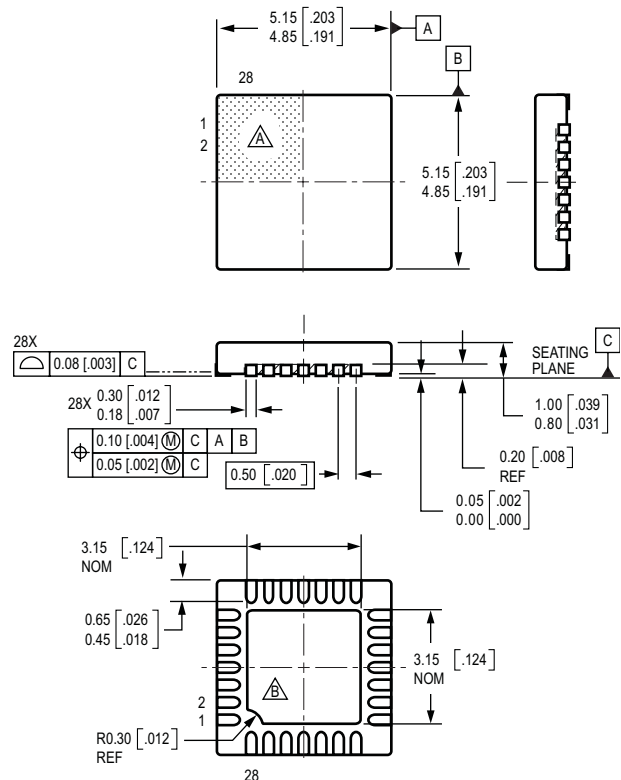 5.15 [.203
4.85 .191]
A
B
28
1
2
A
5.15 [.203
4.85 .191]
28X
⌓ 0.08 [.003] C
SEATING
PLANE
C
28X 0.30 [.012
0.18 .007]
1.00 [.039
0.80 .031]
⌖ 0.10 [.004] Ⓜ C A B
0.05 [.002] Ⓜ C
0.50 [.020]
0.20 [.008]
REF
0.05 [.002
0.00 .000]
3.15 [.124]
NOM
0.65 [.026
0.45 .018]
3.15 [.124]
NOM
B
2
1
R0.30 [.012]
REF
28